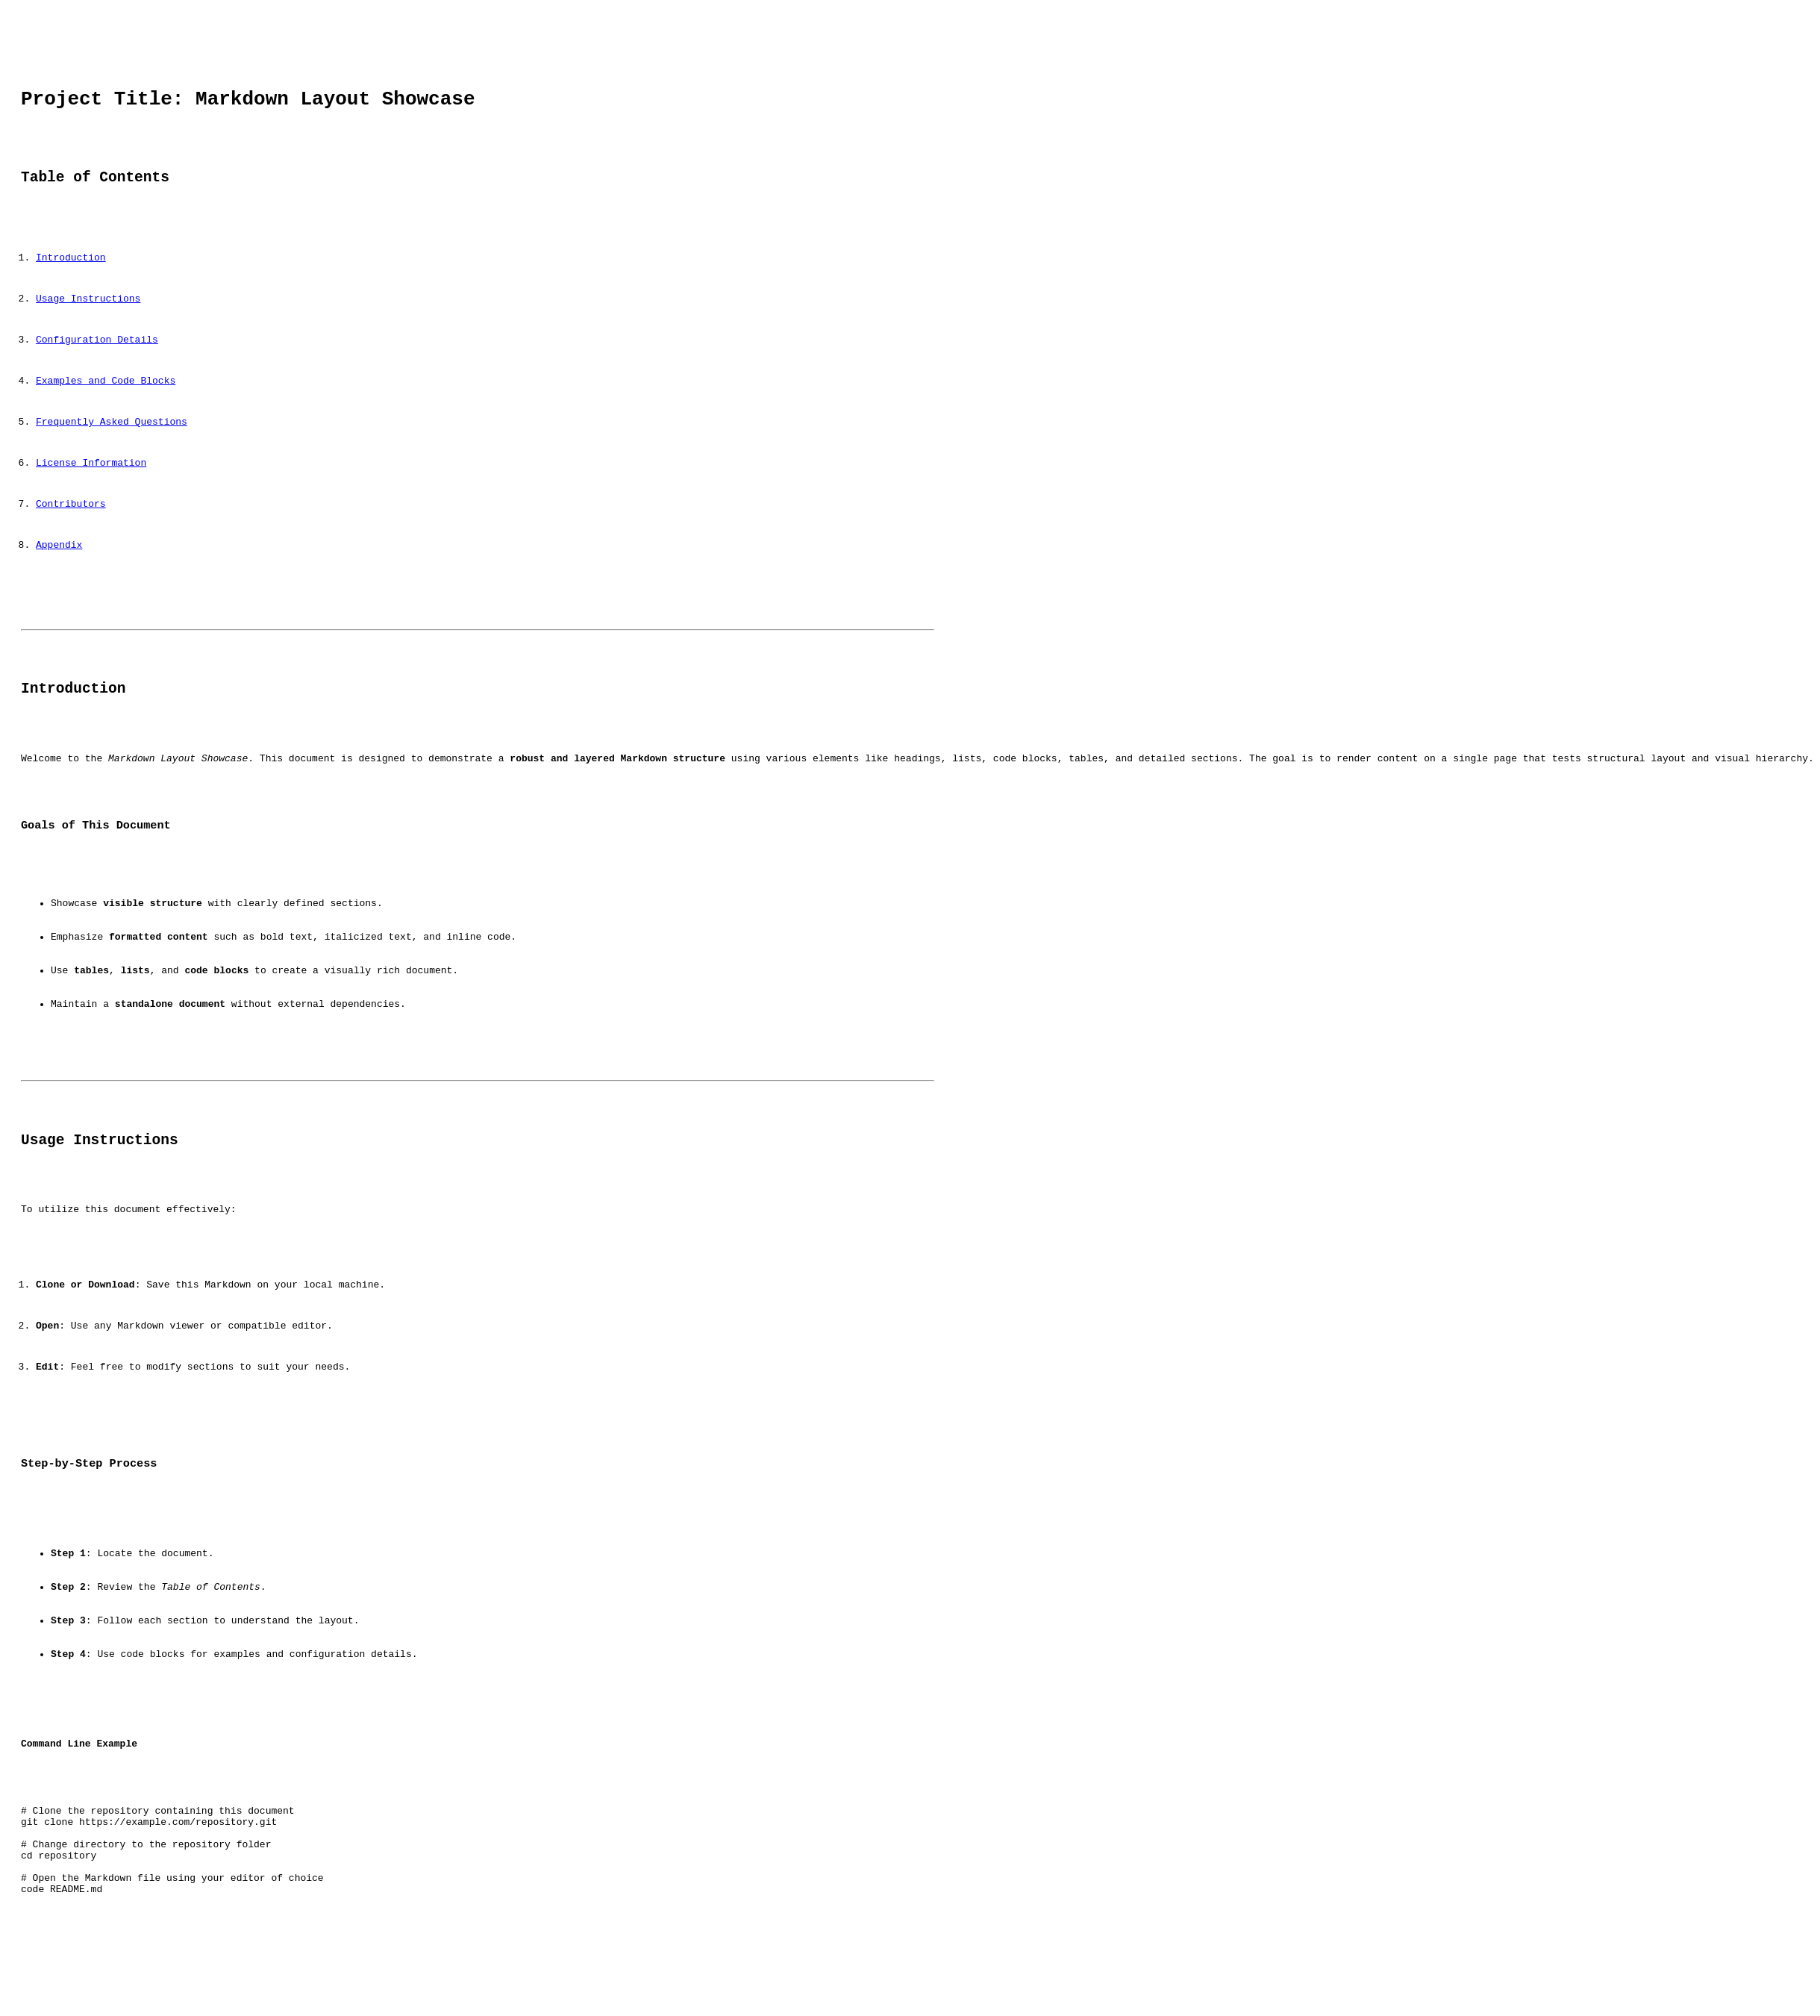 Project Title: Markdown Layout Showcase
Table of Contents
1. Introduction
2. Usage Instructions
3. Configuration Details
4. Examples and Code Blocks
5. Frequently Asked Questions
6. License Information
7. Contributors
8. Appendix
Introduction
Welcome to the Markdown Layout Showcase. This document is designed to demonstrate a robust and layered Markdown structure using various elements like headings, lists, code blocks, tables, and detailed sections. The goal is to render content on a single page that tests structural layout and visual hierarchy.
Goals of This Document
• Showcase visible structure with clearly defined sections.
• Emphasize formatted content such as bold text, italicized text, and inline code.
• Use tables, lists, and code blocks to create a visually rich document.
• Maintain a standalone document without external dependencies.
Usage Instructions
To utilize this document effectively:
1. Clone or Download: Save this Markdown on your local machine.
2. Open: Use any Markdown viewer or compatible editor.
3. Edit: Feel free to modify sections to suit your needs.
Step-by-Step Process
• Step 1: Locate the document.
• Step 2: Review the Table of Contents.
• Step 3: Follow each section to understand the layout.
• Step 4: Use code blocks for examples and configuration details.
Command Line Example
# Clone the repository containing this document
git clone https://example.com/repository.git
# Change directory to the repository folder
cd repository
# Open the Markdown file using your editor of choice
code README.md